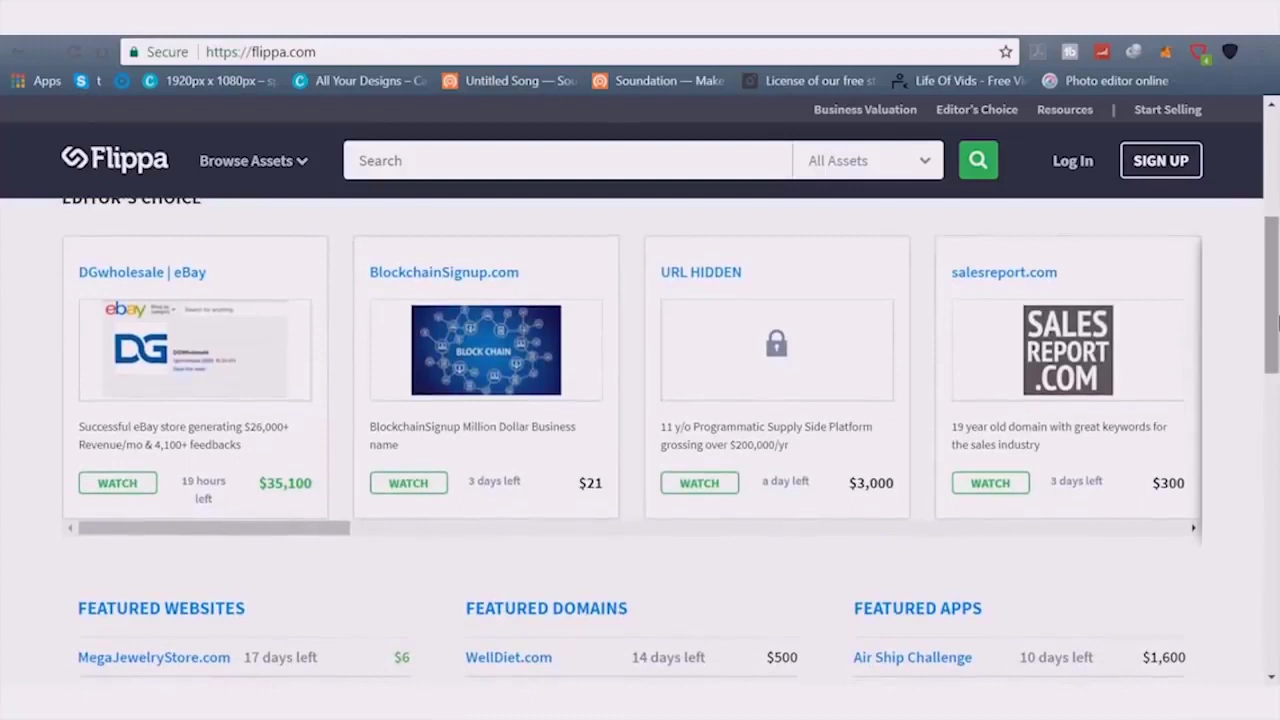 Secure https://flippa.com
Apps
t
1920px x 1080px – s
All Your Designs – Ca
Untitled Song — Sou
Soundation — Make
License of our free st
Life Of Vids - Free Vi
Photo editor online
Business Valuation Editor's Choice Resources | Start Selling
Flippa Browse Assets Search All Assets Log In SIGN UP
EDITOR'S CHOICE
DGwholesale | eBay
ebay
DG
Successful eBay store generating $26,000+
Revenue/mo & 4,100+ feedbacks
WATCH 19 hours left $35,100
BlockchainSignup.com
BLOCK CHAIN
BlockchainSignup Million Dollar Business
name
WATCH 3 days left $21
URL HIDDEN
11 y/o Programmatic Supply Side Platform
grossing over $200,000/yr
WATCH a day left $3,000
salesreport.com
SALES
REPORT
.COM
19 year old domain with great keywords for
the sales industry
WATCH 3 days left $300
FEATURED WEBSITES
MegaJewelryStore.com 17 days left $6
FEATURED DOMAINS
WellDiet.com 14 days left $500
FEATURED APPS
Air Ship Challenge 10 days left $1,600